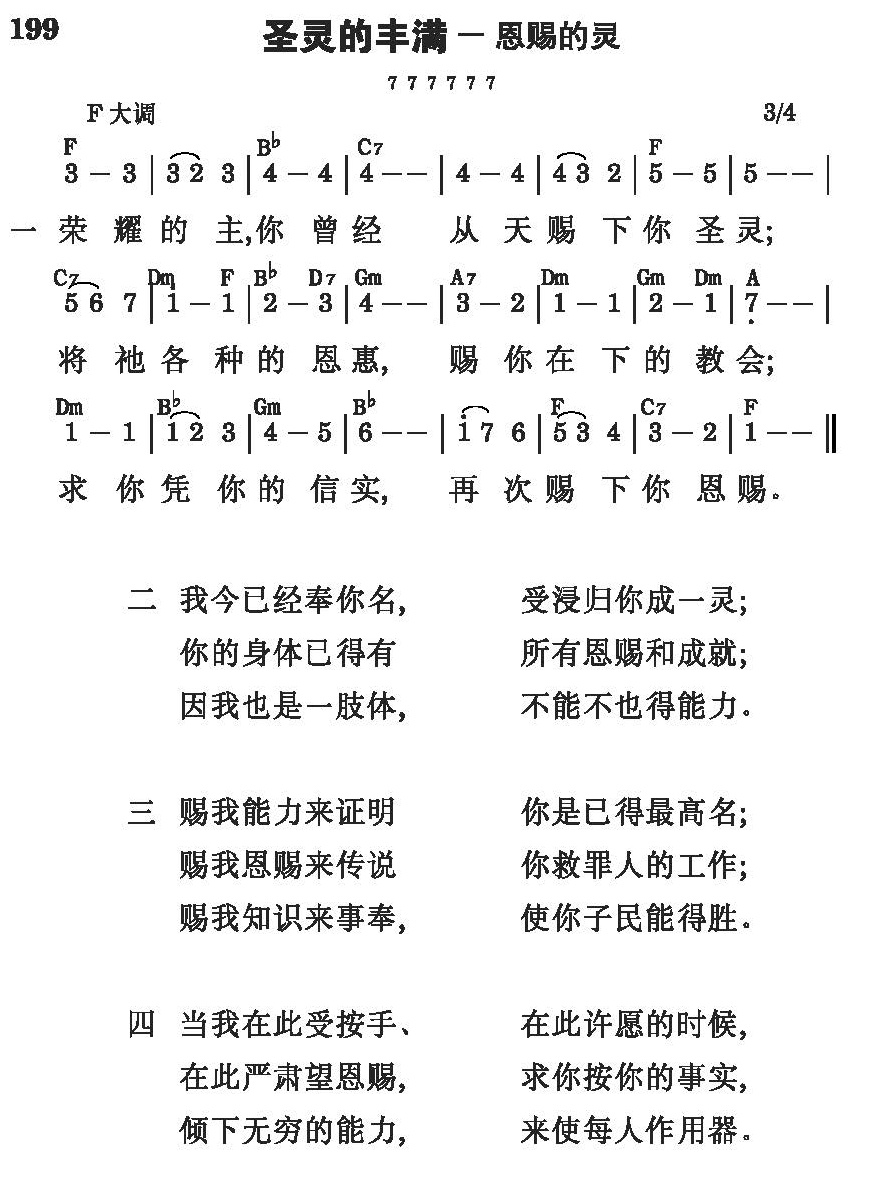 199
圣灵的丰满－恩赐的灵
7 7 7 7 7 7
F大调 3/4
F B♭ C7 F
3 － 3 | 3 2 3 | 4 － 4 | 4 － － | 4 － 4 | 4 3 2 | 5 － 5 | 5 － － |
一 荣耀的主,你曾经 从天赐下你圣灵;
C7 Dm F B♭ D7 Gm A7 Dm Gm Dm A
5 6 7 | 1 － 1 | 2 － 3 | 4 － － | 3 － 2 | 1 － 1 | 2 － 1 | 7̣ － － |
将祂各种的恩惠, 赐你在下的教会;
Dm B♭ Gm B♭ F C7 F
1 － 1 | 1 2 3 | 4 － 5 | 6 － － | 1̇ 7 6 | 5 3 4 | 3 － 2 | 1 － － ‖
求你凭你的信实, 再次赐下你恩赐。
二 我今已经奉你名, 受浸归你成一灵;
你的身体已得有 所有恩赐和成就;
因我也是一肢体, 不能不也得能力。
三 赐我能力来证明 你是已得最高名;
赐我恩赐来传说 你救罪人的工作;
赐我知识来事奉, 使你子民能得胜。
四 当我在此受按手、 在此许愿的时候,
在此严肃望恩赐, 求你按你的事实,
倾下无穷的能力, 来使每人作用器。